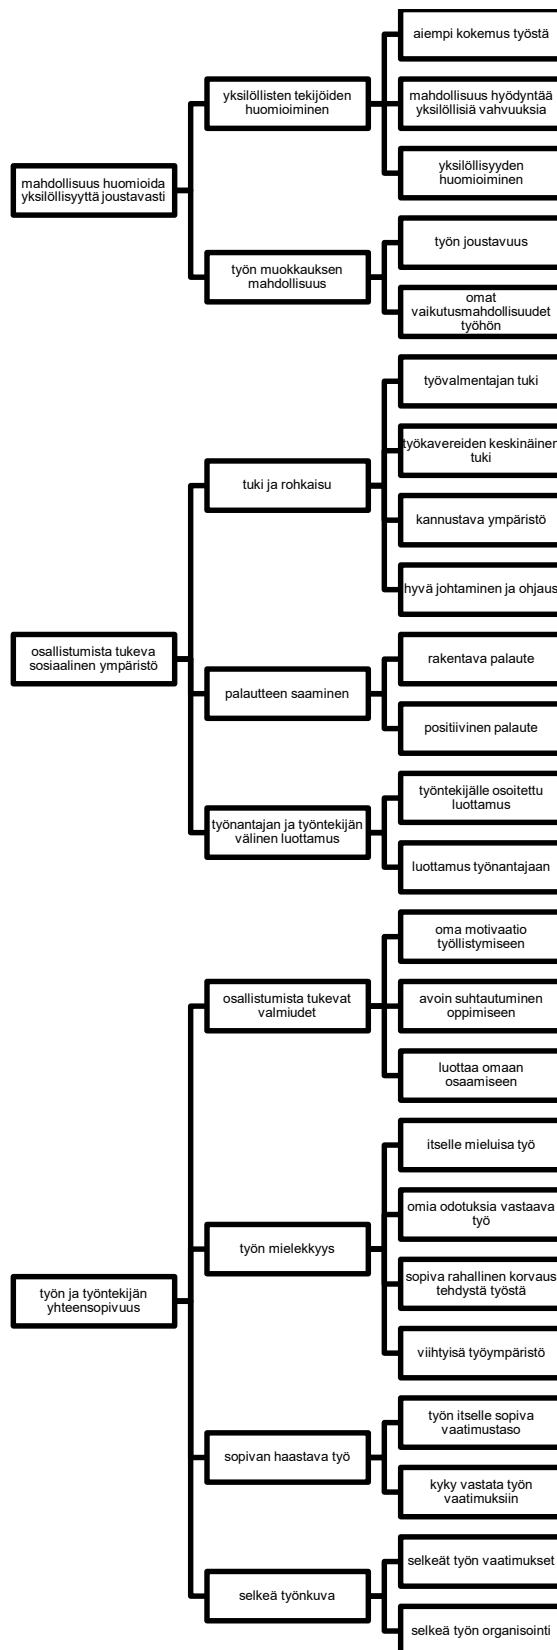 mahdollisuus huomioida
yksilöllisyyttä joustavasti
yksilöllisten tekijöiden
huomioiminen
aiempi kokemus työstä
mahdollisuus hyödyntää
yksilöllisiä vahvuuksia
yksilöllisyyden
huomioiminen
työn muokkauksen
mahdollisuus
työn joustavuus
omat
vaikutusmahdollisuudet
työhön
osallistumista tukeva
sosiaalinen ympäristö
tuki ja rohkaisu
työvalmentajan tuki
työkavereiden keskinäinen
tuki
kannustava ympäristö
hyvä johtaminen ja ohjaus
palautteen saaminen
rakentava palaute
positiivinen palaute
työnantajan ja työntekijän
välinen luottamus
työntekijälle osoitettu
luottamus
luottamus työnantajaan
työn ja työntekijän
yhteensopivuus
osallistumista tukevat
valmiudet
oma motivaatio
työllistymiseen
avoin suhtautuminen
oppimiseen
luottaa omaan
osaamiseen
työn mielekkyys
itselle mieluisa työ
omia odotuksia vastaava
työ
sopiva rahallinen korvaus
tehdystä työstä
viihtyisä työympäristö
sopivan haastava työ
työn itselle sopiva
vaatimustaso
kyky vastata työn
vaatimuksiin
selkeä työnkuva
selkeät työn vaatimukset
selkeä työn organisointi